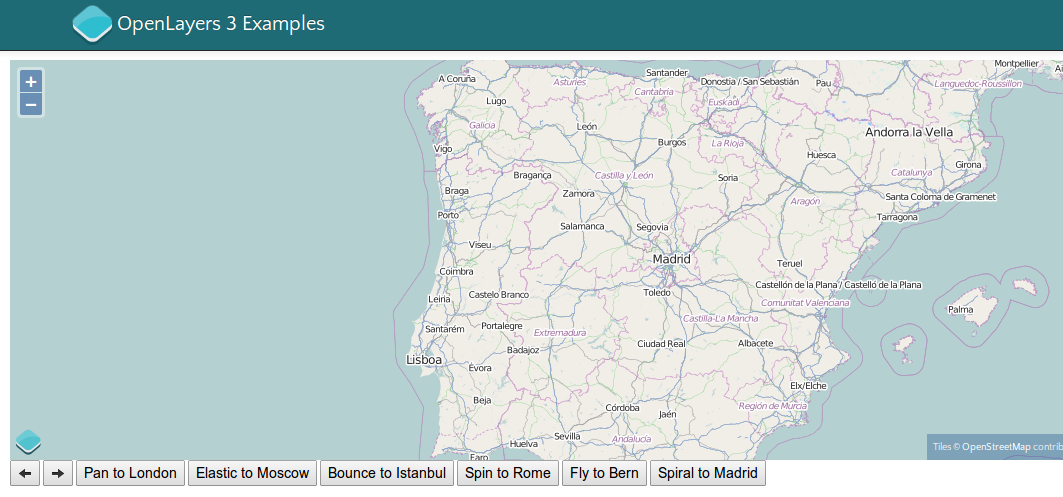 OpenLayers 3 Examples
+
−
A Coruña
Santander
Donostia / San Sebastián
Pau
Montpellier
Asturies
Cantabria
Euskadi
Languedoc-Roussillon
Lugo
Galicia
León
Burgos
La Rioja
Andorra la Vella
Vigo
Huesca
Girona
Bragança
Castilla y León
Soria
Catalunya
Braga
Zamora
Aragón
Santa Coloma de Gramenet
Porto
Tarragona
Salamanca
Segovia
Viseu
Madrid
Teruel
Coimbra
Castellón de la Plana / Castelló de la Plana
Leiria
Castelo Branco
Toledo
Comunitat Valenciana
Palma
Santarém
Portalegre
Extremadura
Castilla-La Mancha
Lisboa
Badajoz
Ciudad Real
Albacete
Évora
Elx/Elche
Beja
Córdoba
Jaén
Región de Murcia
Faro
Huelva
Sevilla
Andalucía
Tiles © OpenStreetMap contrib
← → Pan to London Elastic to Moscow Bounce to Istanbul Spin to Rome Fly to Bern Spiral to Madrid